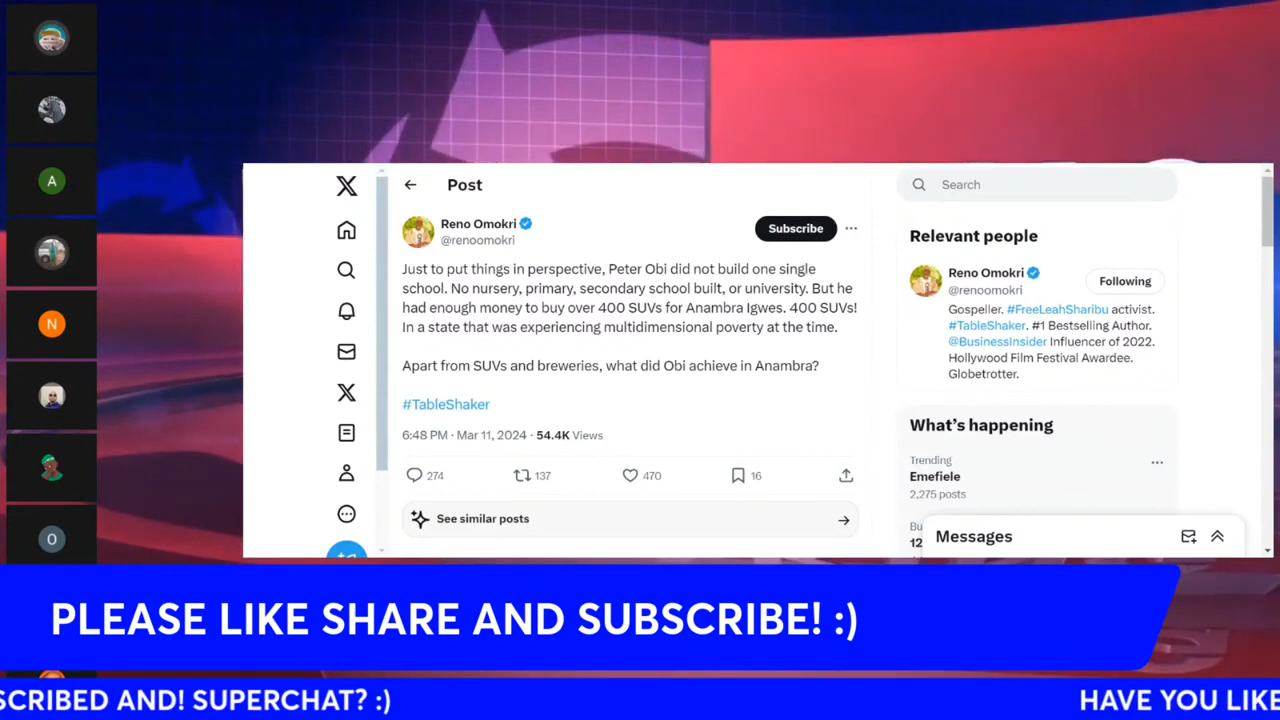 Post
Search
Reno Omokri
@renoomokri
Subscribe
Just to put things in perspective, Peter Obi did not build one single
school. No nursery, primary, secondary school built, or university. But he
had enough money to buy over 400 SUVs for Anambra Igwes. 400 SUVs!
In a state that was experiencing multidimensional poverty at the time.
Apart from SUVs and breweries, what did Obi achieve in Anambra?
#TableShaker
6:48 PM · Mar 11, 2024 · 54.4K Views
274
137
470
16
See similar posts
Relevant people
Reno Omokri
@renoomokri
Following
Gospeller. #FreeLeahSharibu activist.
#TableShaker. #1 Bestselling Author.
@BusinessInsider Influencer of 2022.
Hollywood Film Festival Awardee.
Globetrotter.
What's happening
Trending
Emefiele
2,275 posts
Bu
12
Messages
A
N
O
PLEASE LIKE SHARE AND SUBSCRIBE! :)
SCRIBED AND! SUPERCHAT? :)
HAVE YOU LIKE